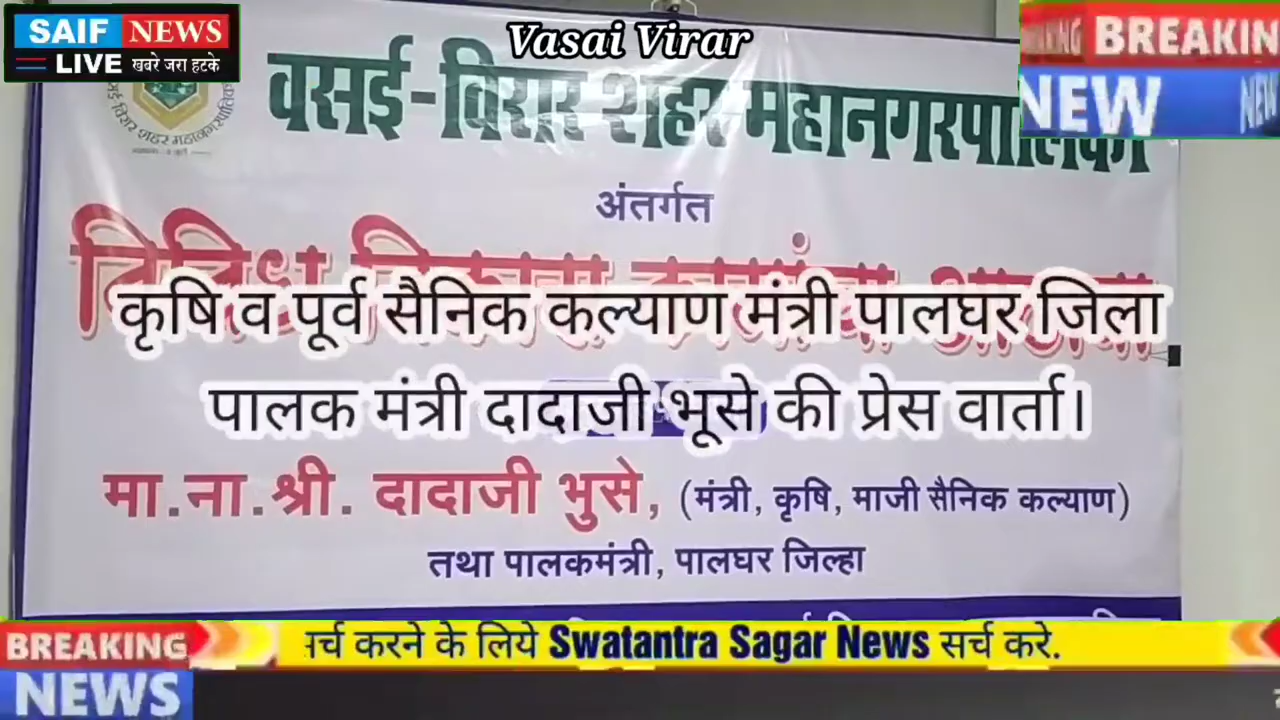 SAIF NEWS
LIVE खबरे जरा हटके
Vasai Virar
BREAKIN
NEW
वसई-विरार शहर महानगरपालिका
अंतर्गत
कृषि व पूर्व सैनिक कल्याण मंत्री पालघर जिला
पालक मंत्री दादाजी भूसे की प्रेस वार्ता।
मा.ना.श्री. दादाजी भुसे, (मंत्री, कृषि, माजी सैनिक कल्याण)
तथा पालकमंत्री, पालघर जिल्हा
BREAKING
NEWS
करने के लिये Swatantra Sagar News सर्च करे.